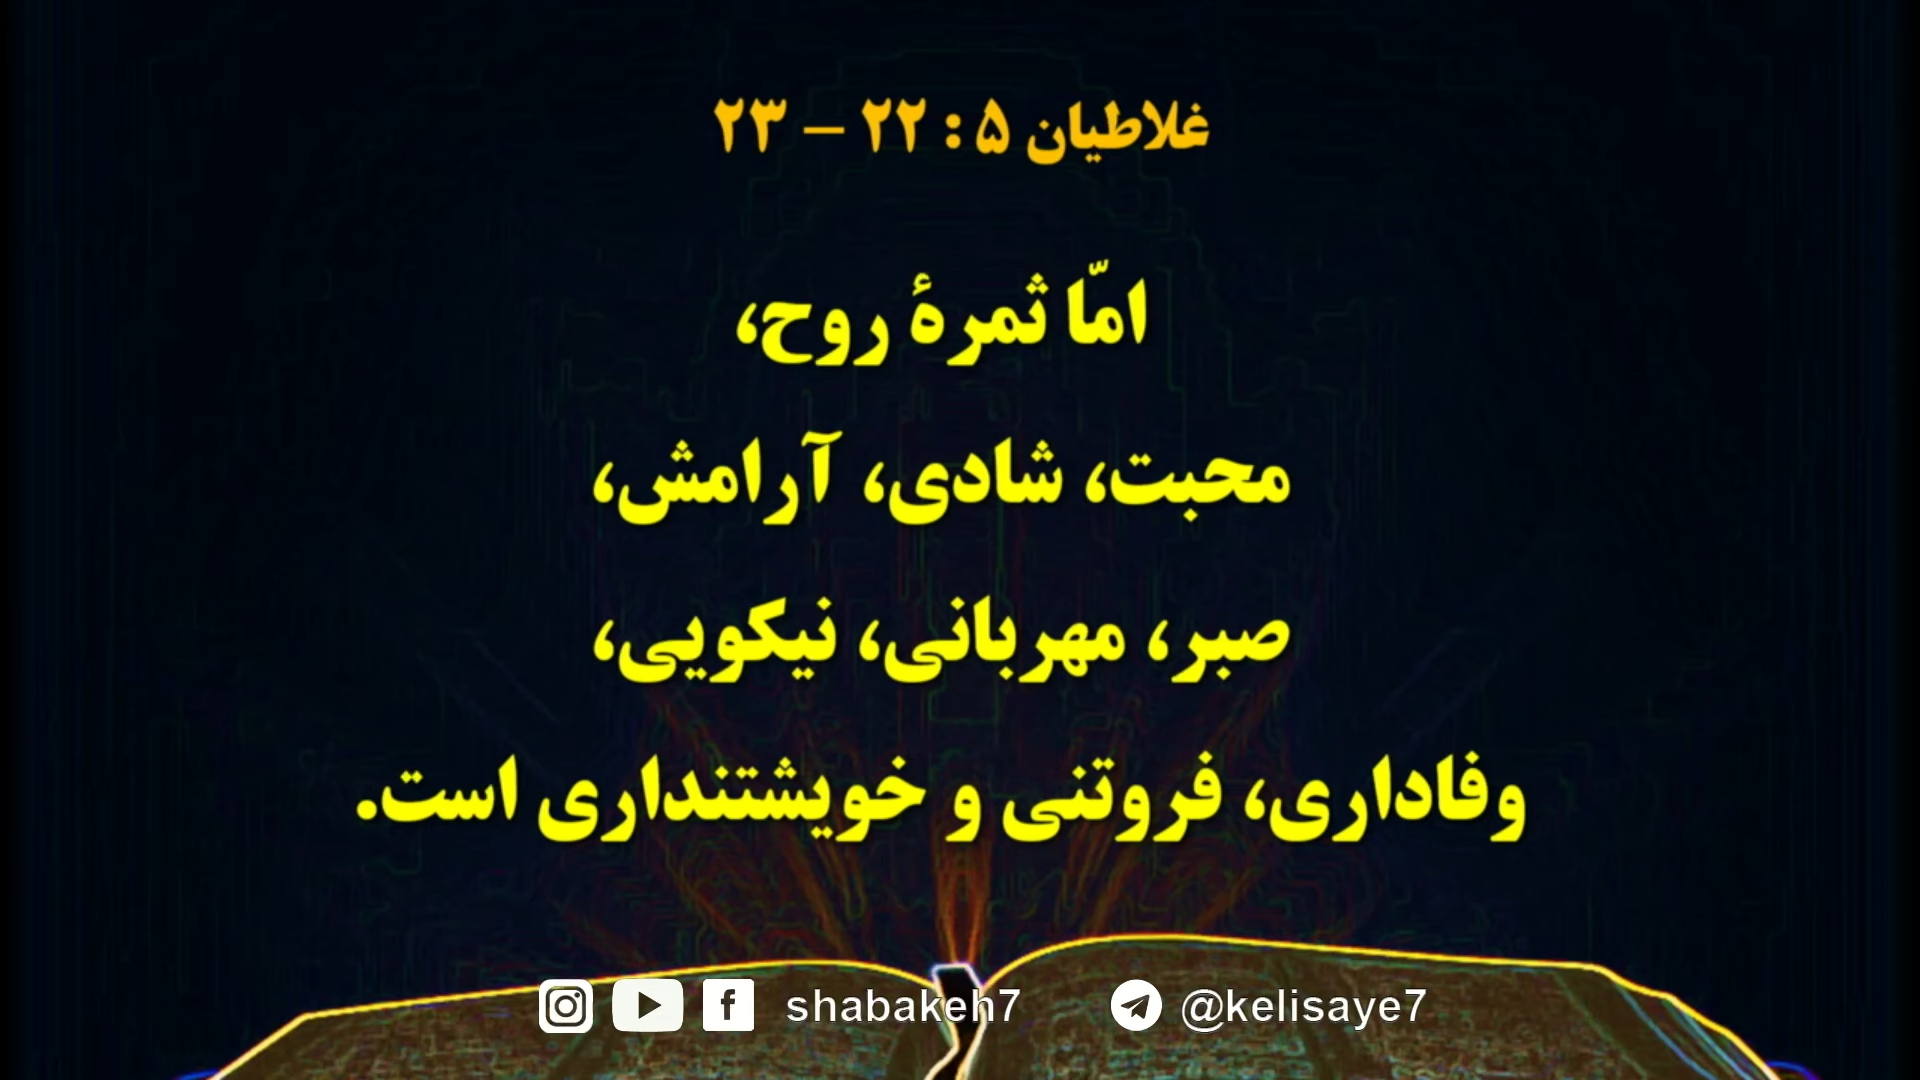 غلاطیان ۵ : ۲۲ – ۲۳
امّا ثمرهٔ روح،
محبت، شادی، آرامش،
صبر، مهربانی، نیکویی،
وفاداری، فروتنی و خویشتنداری است.
shabakeh7 @kelisaye7